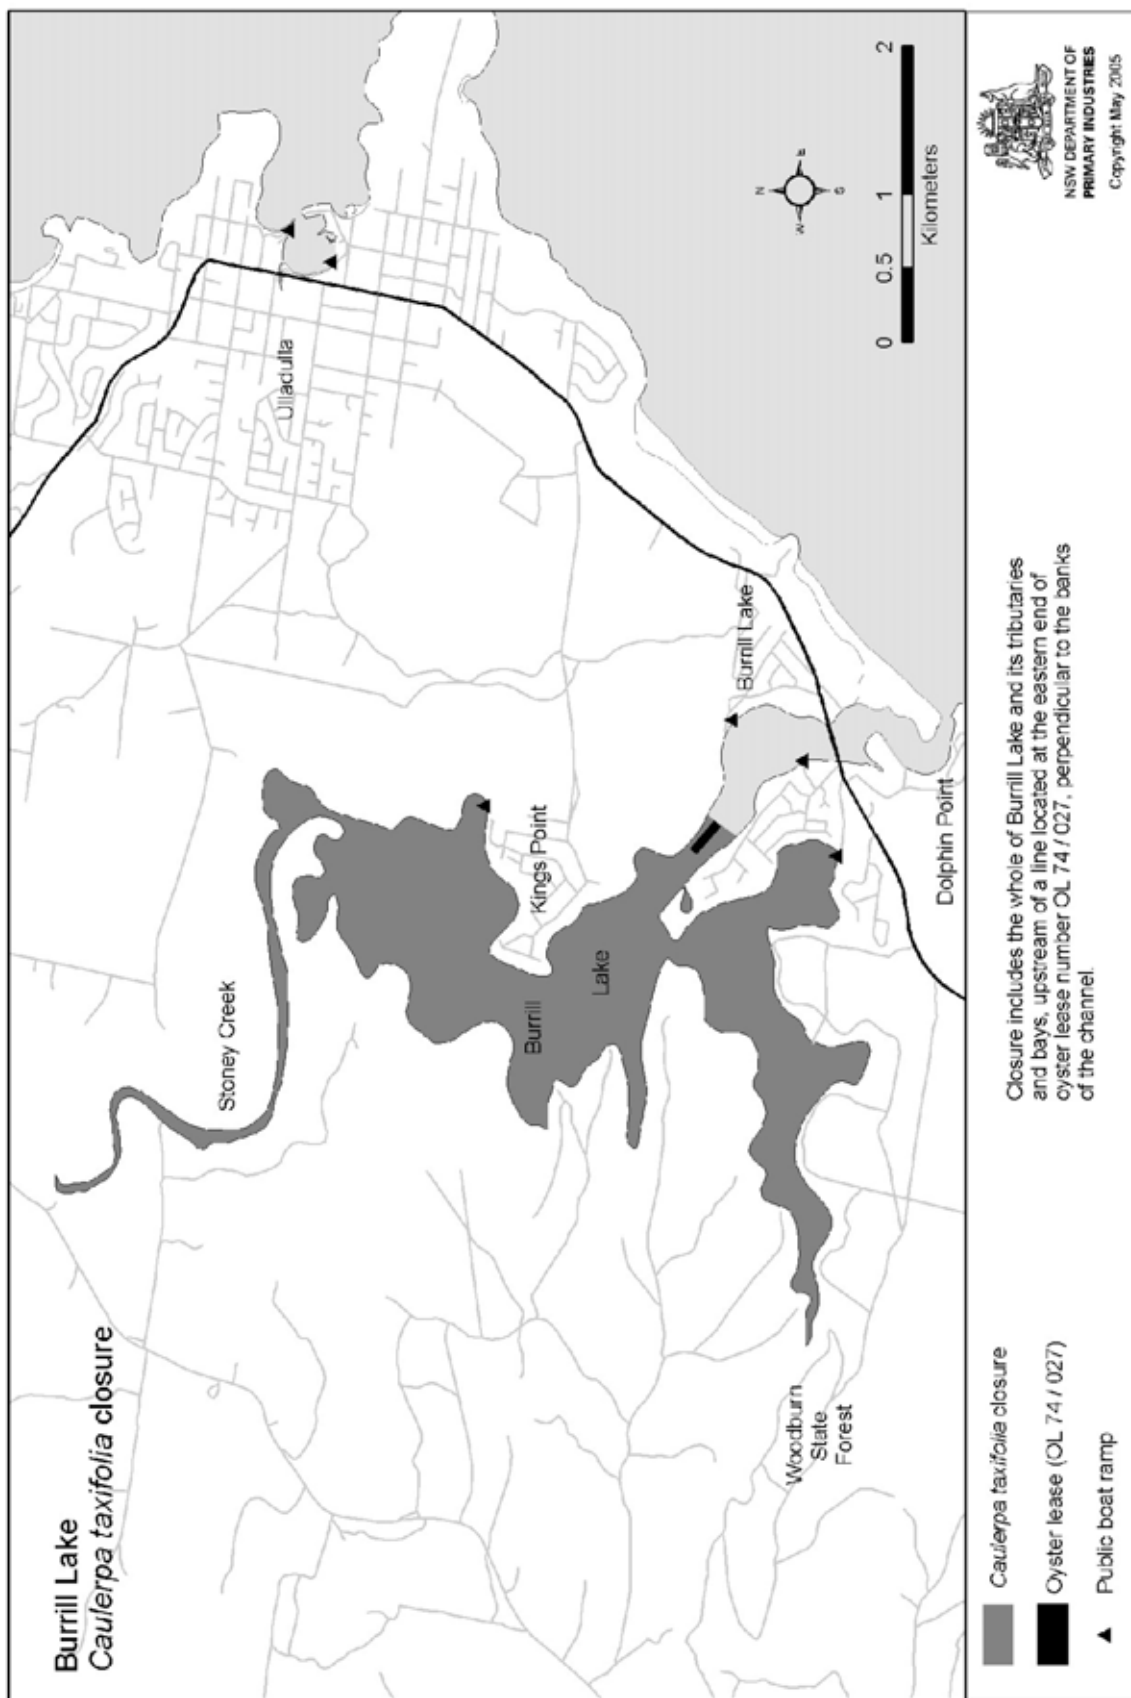 Burrill Lake
Caulerpa taxifolia closure
Stoney Creek
Ulladulla
Kings Point
Burrill
Lake
Burrill Lake
Dolphin Point
Woodburn
State
Forest
N
W
E
S
0
0.5
1
2
Kilometers
Caulerpa taxifolia closure
Oyster lease (OL 74 / 027)
Public boat ramp
Closure includes the whole of Burrill Lake and its tributaries
and bays, upstream of a line located at the eastern end of
oyster lease number OL 74 / 027, perpendicular to the banks
of the channel.
NSW DEPARTMENT OF
PRIMARY INDUSTRIES
Copyright May 2005